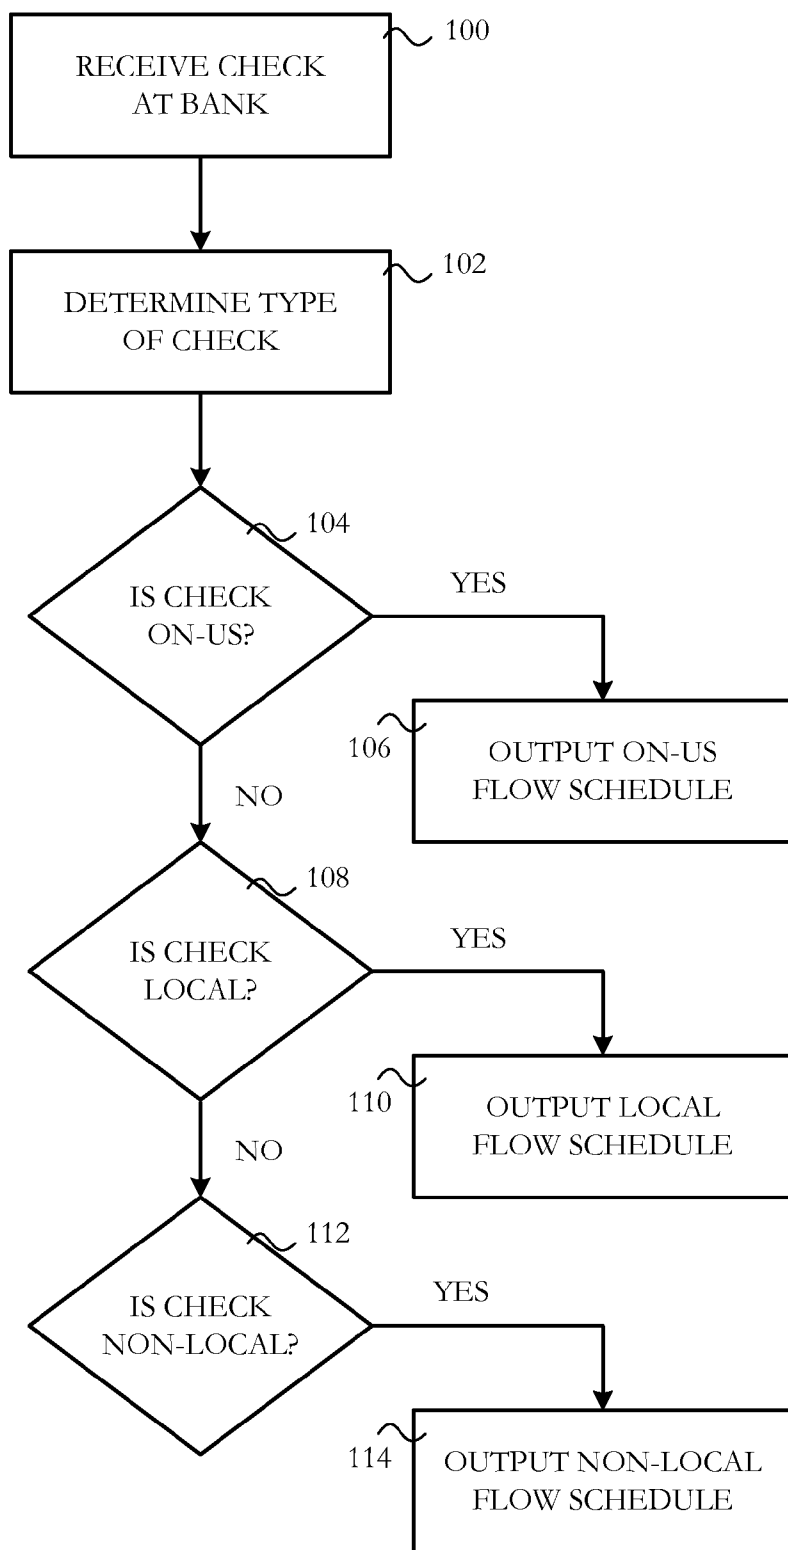 100
RECEIVE CHECK
AT BANK
102
DETERMINE TYPE
OF CHECK
104
IS CHECK
ON-US?
YES
106
OUTPUT ON-US
FLOW SCHEDULE
NO
108
IS CHECK
LOCAL?
YES
110
OUTPUT LOCAL
FLOW SCHEDULE
NO
112
IS CHECK
NON-LOCAL?
YES
114
OUTPUT NON-LOCAL
FLOW SCHEDULE